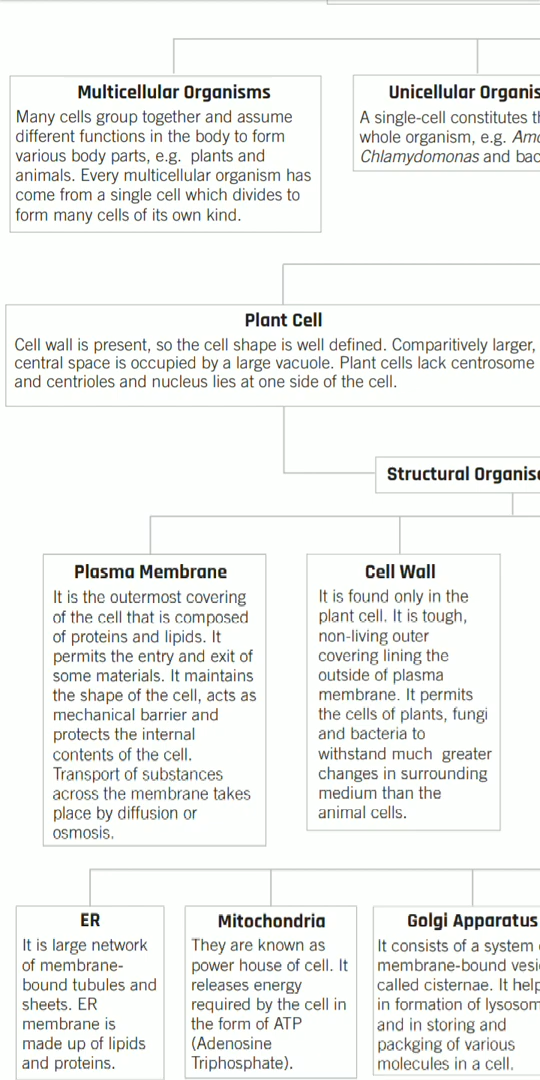 Multicellular Organisms
Many cells group together and assume
different functions in the body to form
various body parts, e.g. plants and
animals. Every multicellular organism has
come from a single cell which divides to
form many cells of its own kind.
Unicellular
A single-cell constitutes
whole organism, e.g.
Chlamydomonas and
Plant Cell
Cell wall is present, so the cell shape is well defined. Comparitively larger,
central space is occupied by a large vacuole. Plant cells lack centrosome
and centrioles and nucleus lies at one side of the cell.
Structural
Plasma Membrane
It is the outermost covering
of the cell that is composed
of proteins and lipids. It
permits the entry and exit of
some materials. It maintains
the shape of the cell, acts as
mechanical barrier and
protects the internal
contents of the cell.
Transport of substances
across the membrane takes
place by diffusion or
osmosis.
Cell Wall
It is found only in the
plant cell. It is tough,
non-living outer
covering lining the
outside of plasma
membrane. It permits
the cells of plants, fungi
and bacteria to
withstand much greater
changes in surrounding
medium than the
animal cells.
ER
It is large network
of membrane-
bound tubules and
sheets. ER
membrane is
made up of lipids
and proteins.
Mitochondria
They are known as
power house of cell. It
releases energy
required by the cell in
the form of ATP
(Adenosine
Triphosphate).
Golgi Apparatus
It consists of a system
membrane-bound
called cisternae. It
in formation of
and in storing and
packging of various
molecules in a cell.